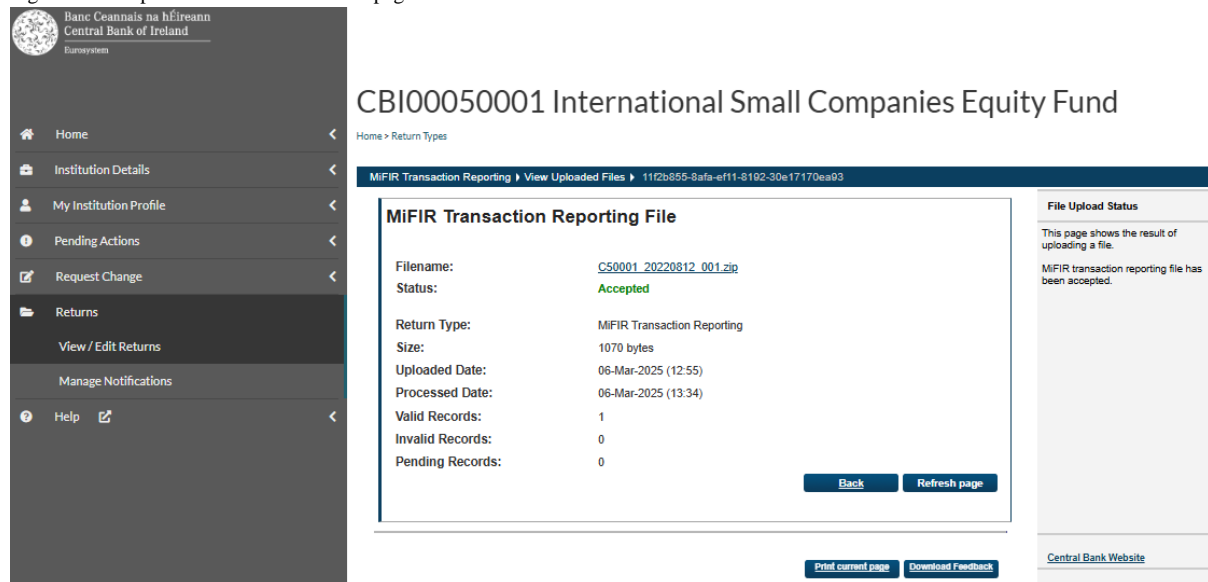 Banc Ceannais na hÉireann
Central Bank of Ireland
Eurosystem
CBI00050001 International Small Companies Equity Fund
Home > Return Types
Home
Institution Details
My Institution Profile
Pending Actions
Request Change
Returns
View / Edit Returns
Manage Notifications
Help
MiFIR Transaction Reporting View Uploaded Files 11f2b855-8afa-ef11-8192-30e17170ea93
MiFIR Transaction Reporting File
Filename: C50001_20220812_001.zip
Status: Accepted
Return Type: MiFIR Transaction Reporting
Size: 1070 bytes
Uploaded Date: 06-Mar-2025 (12:55)
Processed Date: 06-Mar-2025 (13:34)
Valid Records: 1
Invalid Records: 0
Pending Records: 0
Back Refresh page
File Upload Status
This page shows the result of
uploading a file.
MiFIR transaction reporting file has
been accepted.
Print current page Download Feedback
Central Bank Website